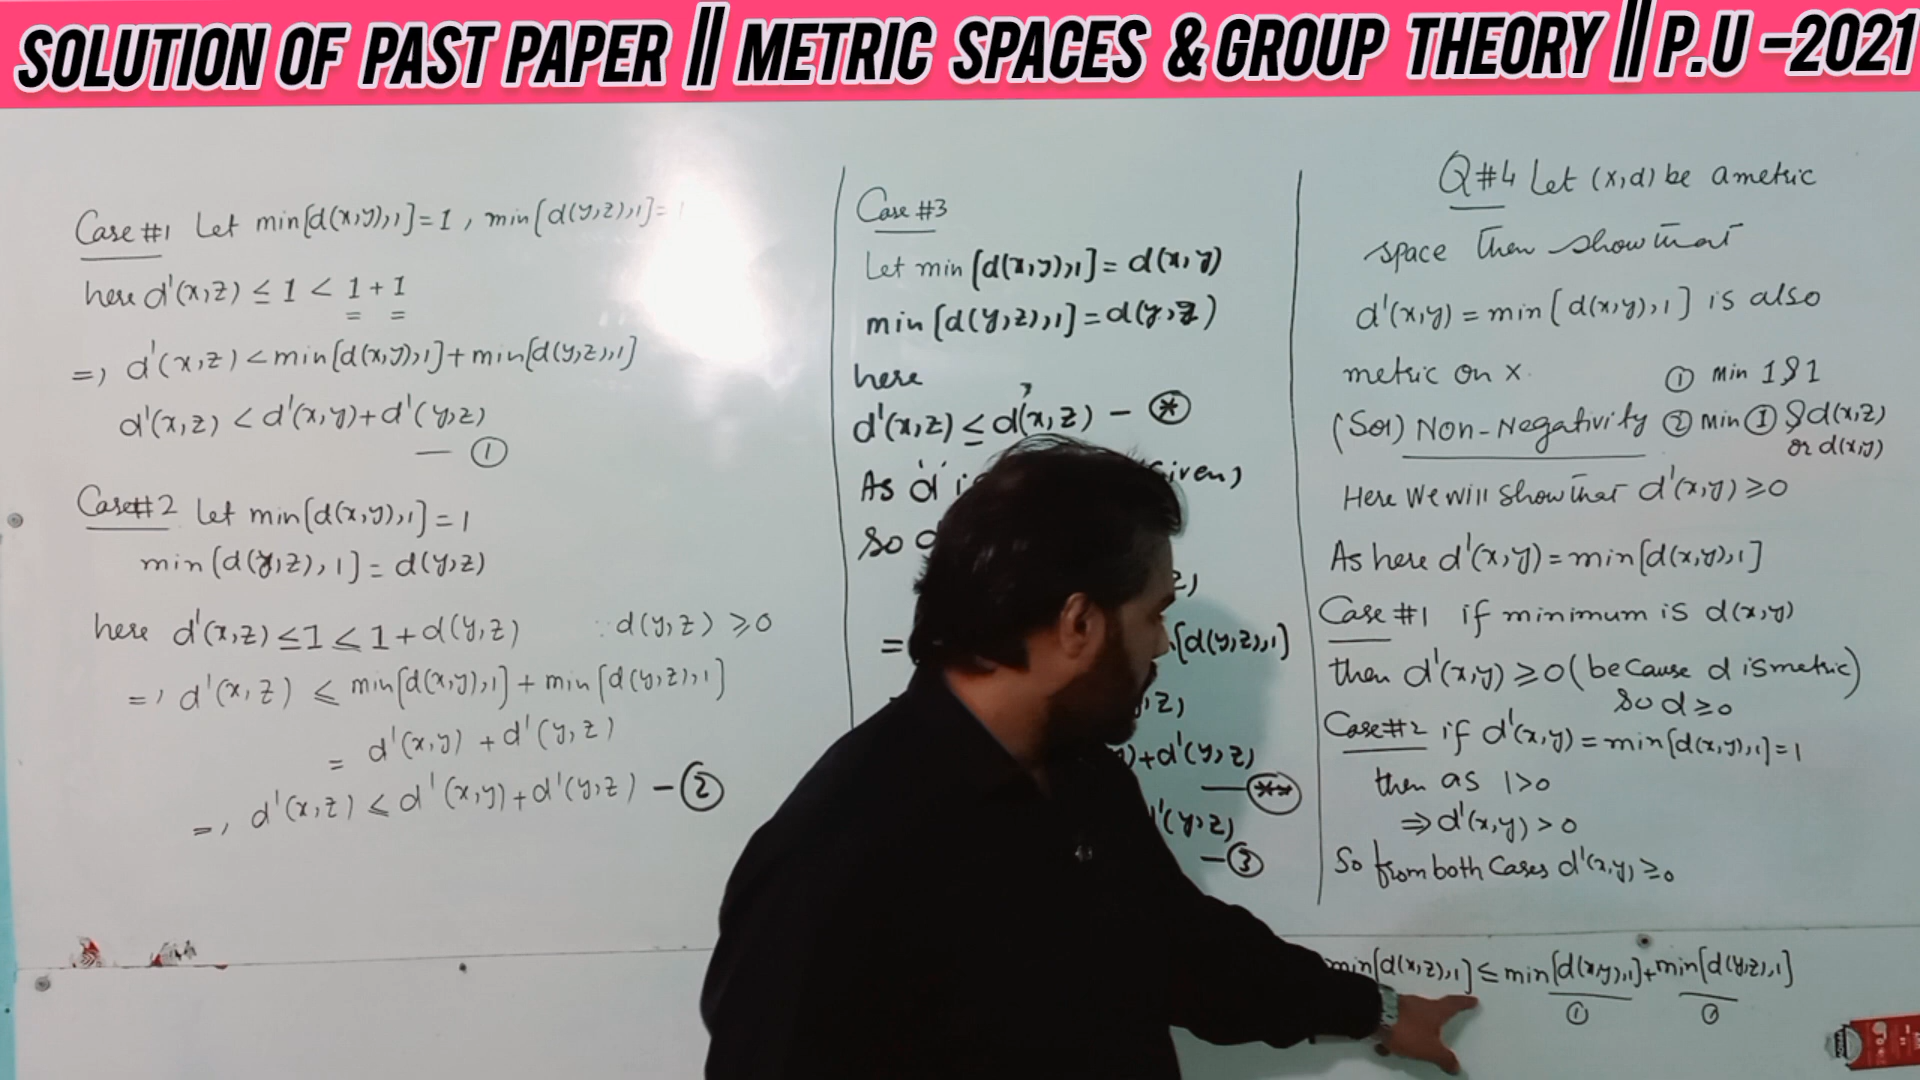 SOLUTION OF PAST PAPER || METRIC SPACES & GROUP THEORY || P.U -2021
Case #1 Let min[d(x,y),1]=1, min[d(y,z),1]=1
here d'(x,z) ≤ 1 < 1 + 1
=, d'(x,z) < min[d(x,y),1] + min[d(y,z),1]
d'(x,z) < d'(x,y) + d'(y,z)
— ①
Case #2 Let min[d(x,y),1] = 1
min[d(y,z),1] = d(y,z)
here d'(x,z) ≤ 1 ≤ 1 + d(y,z) ∵ d(y,z) ≥ 0
=, d'(x,z) ≤ min[d(x,y),1] + min[d(y,z),1]
= d'(x,y) + d'(y,z)
=, d'(x,z) ≤ d'(x,y) + d'(y,z) — ②
Case #3
Let min[d(x,y),1] = d(x,y)
min[d(y,z),1] = d(y,z)
here
d'(x,z) ≤ d(x,z) — ⊛
As d i given)
So d
z)
= [d(y,z),1]
,z)
)+d'(y,z)
— (**)
d'(y,z)
— ③
Q#4 Let (x,d) be a metric
space Then show that
d'(x,y) = min[d(x,y),1] is also
metric on x. ① min 1 & 1
(Sol) Non-Negativity ② min ① & d(x,z)
or d(x,y)
Here We will show that d'(x,y) ≥ 0
As here d'(x,y) = min[d(x,y),1]
Case #1 if minimum is d(x,y)
then d'(x,y) ≥ 0 (because d is metric)
So d ≥ 0
Case #2 if d'(x,y) = min[d(x,y),1] = 1
then as 1>0
⇒ d'(x,y) > 0
So from both Cases d'(x,y) ≥ 0
min[d(x,z),1] ≤ min[d(x,y),1] + min[d(y,z),1]
①